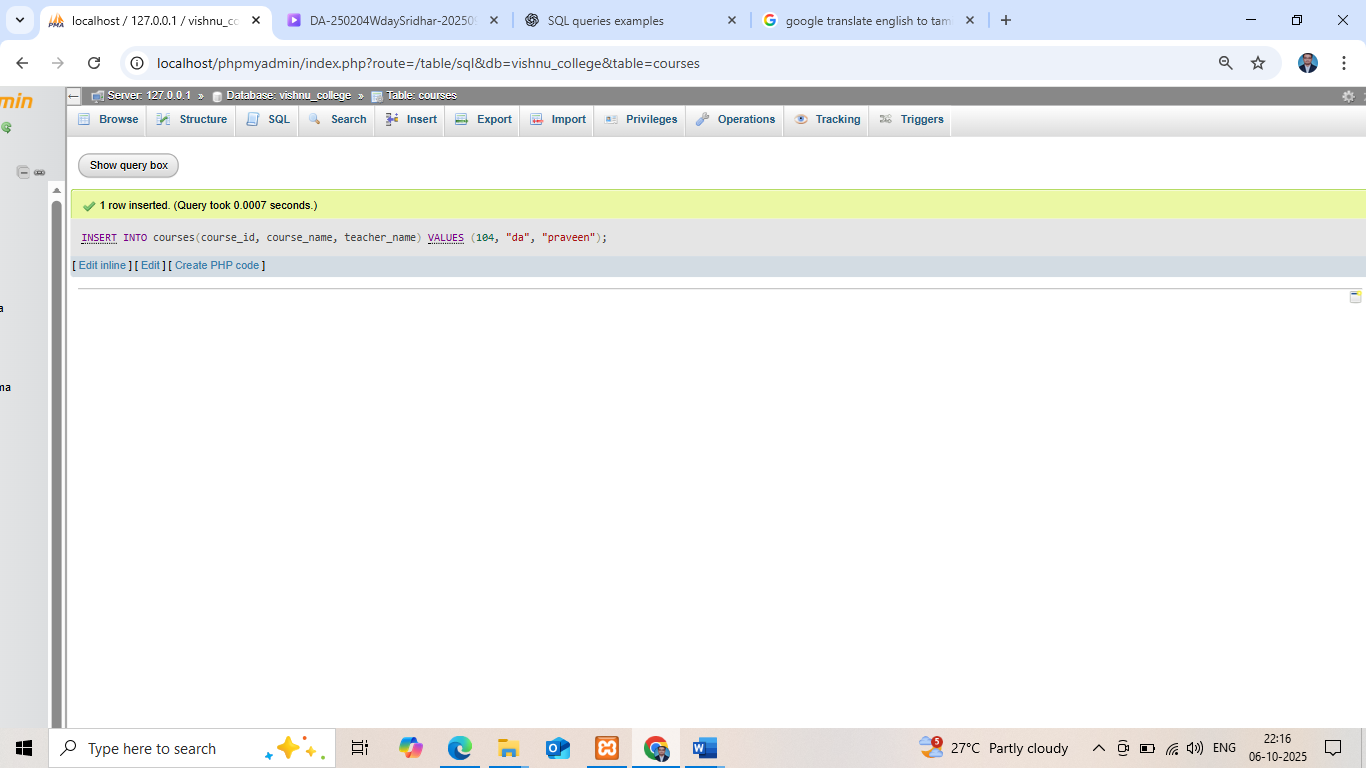 localhost / 127.0.0.1 / vishnu_cc
DA-250204WdaySridhar-202509
SQL queries examples
google translate english to tam
localhost/phpmyadmin/index.php?route=/table/sql&db=vishnu_college&table=courses
min
Server: 127.0.0.1 » Database: vishnu_college » Table: courses
Browse Structure SQL Search Insert Export Import Privileges Operations Tracking Triggers
Show query box
1 row inserted. (Query took 0.0007 seconds.)
INSERT INTO courses(course_id, course_name, teacher_name) VALUES (104, "da", "praveen");
[ Edit inline ] [ Edit ] [ Create PHP code ]
a
ma
Type here to search
5
27°C Partly cloudy
ENG
22:16
06-10-2025